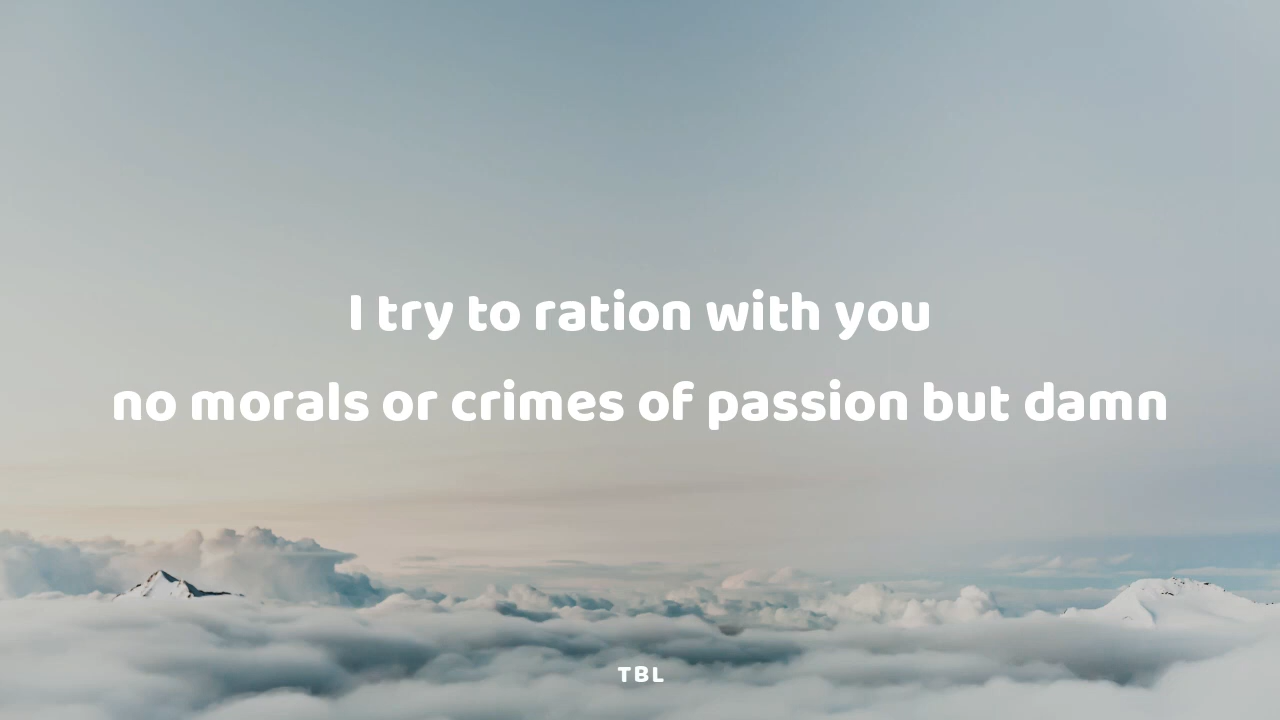 I try to ration with you
no morals or crimes of passion but damn
TBL